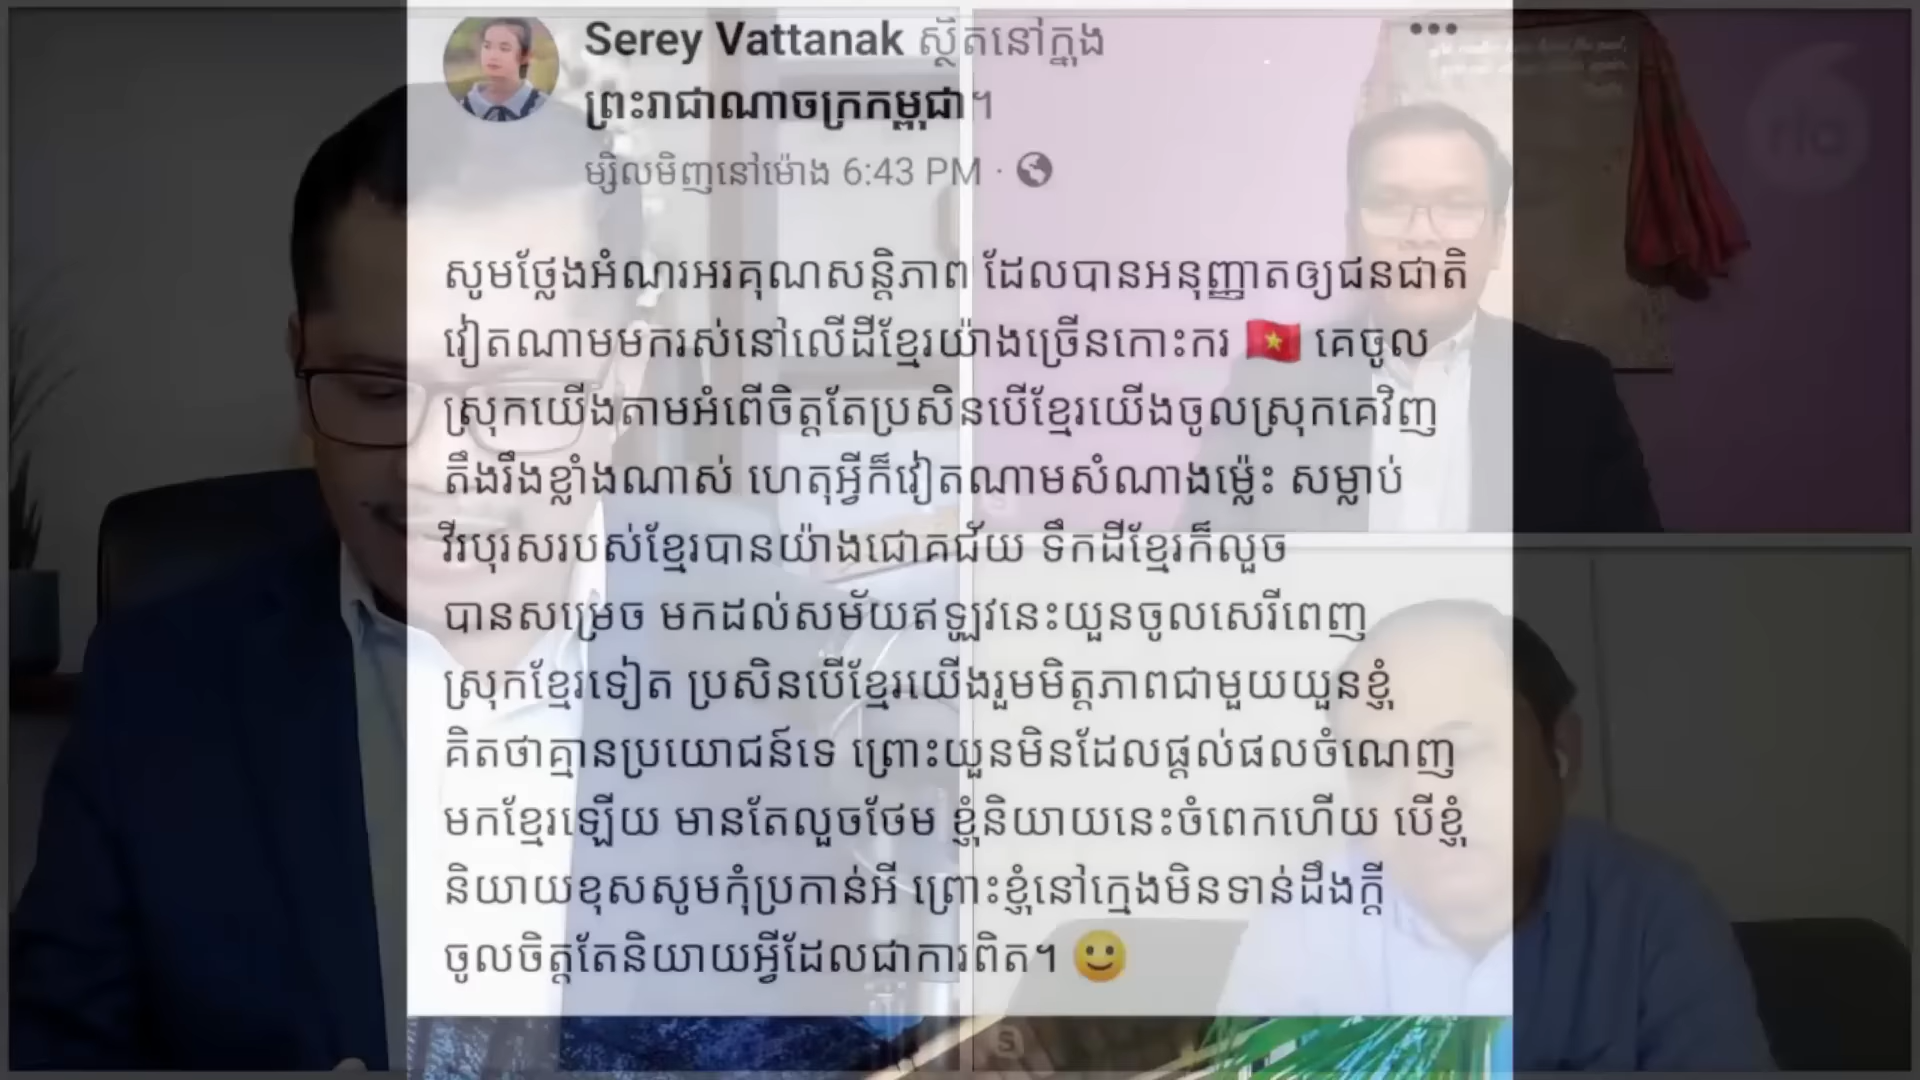 Serey Vattanak ស្ថិតនៅក្នុង
ព្រះរាជាណាចក្រកម្ពុជា។
ម្សិលមិញនៅម៉ោង 6:43 PM ·
សូមថ្លែងអំណរអរគុណសន្តិភាព ដែលបានអនុញ្ញាតឲ្យជនជាតិ
វៀតណាមមករស់នៅលើដីខ្មែរយ៉ាងច្រើនកោះករ 🇻🇳 គេចូល
ស្រុកយើងតាមអំពើចិត្តតែប្រសិនបើខ្មែរយើងចូលស្រុកគេវិញ
តឹងរឹងខ្លាំងណាស់ ហេតុអ្វីក៏វៀតណាមសំណាងម្ល៉េះ សម្លាប់
វីរបុរសរបស់ខ្មែរបានយ៉ាងជោគជ័យ ទឹកដីខ្មែរក៏លួច
បានសម្រេច មកដល់សម័យឥឡូវនេះយួនចូលសេរីពេញ
ស្រុកខ្មែរទៀត ប្រសិនបើខ្មែរយើងរួមមិត្តភាពជាមួយយួនខ្ញុំ
គិតថាគ្មានប្រយោជន៍ទេ ព្រោះយួនមិនដែលផ្តល់ផលចំណេញ
មកខ្មែរឡើយ មានតែលួចថែម ខ្ញុំនិយាយនេះចំពេកហើយ បើខ្ញុំ
និយាយខុសសូមកុំប្រកាន់អី ព្រោះខ្ញុំនៅក្មេងមិនទាន់ដឹងក្តី
ចូលចិត្តតែនិយាយអ្វីដែលជាការពិត។ 🙂